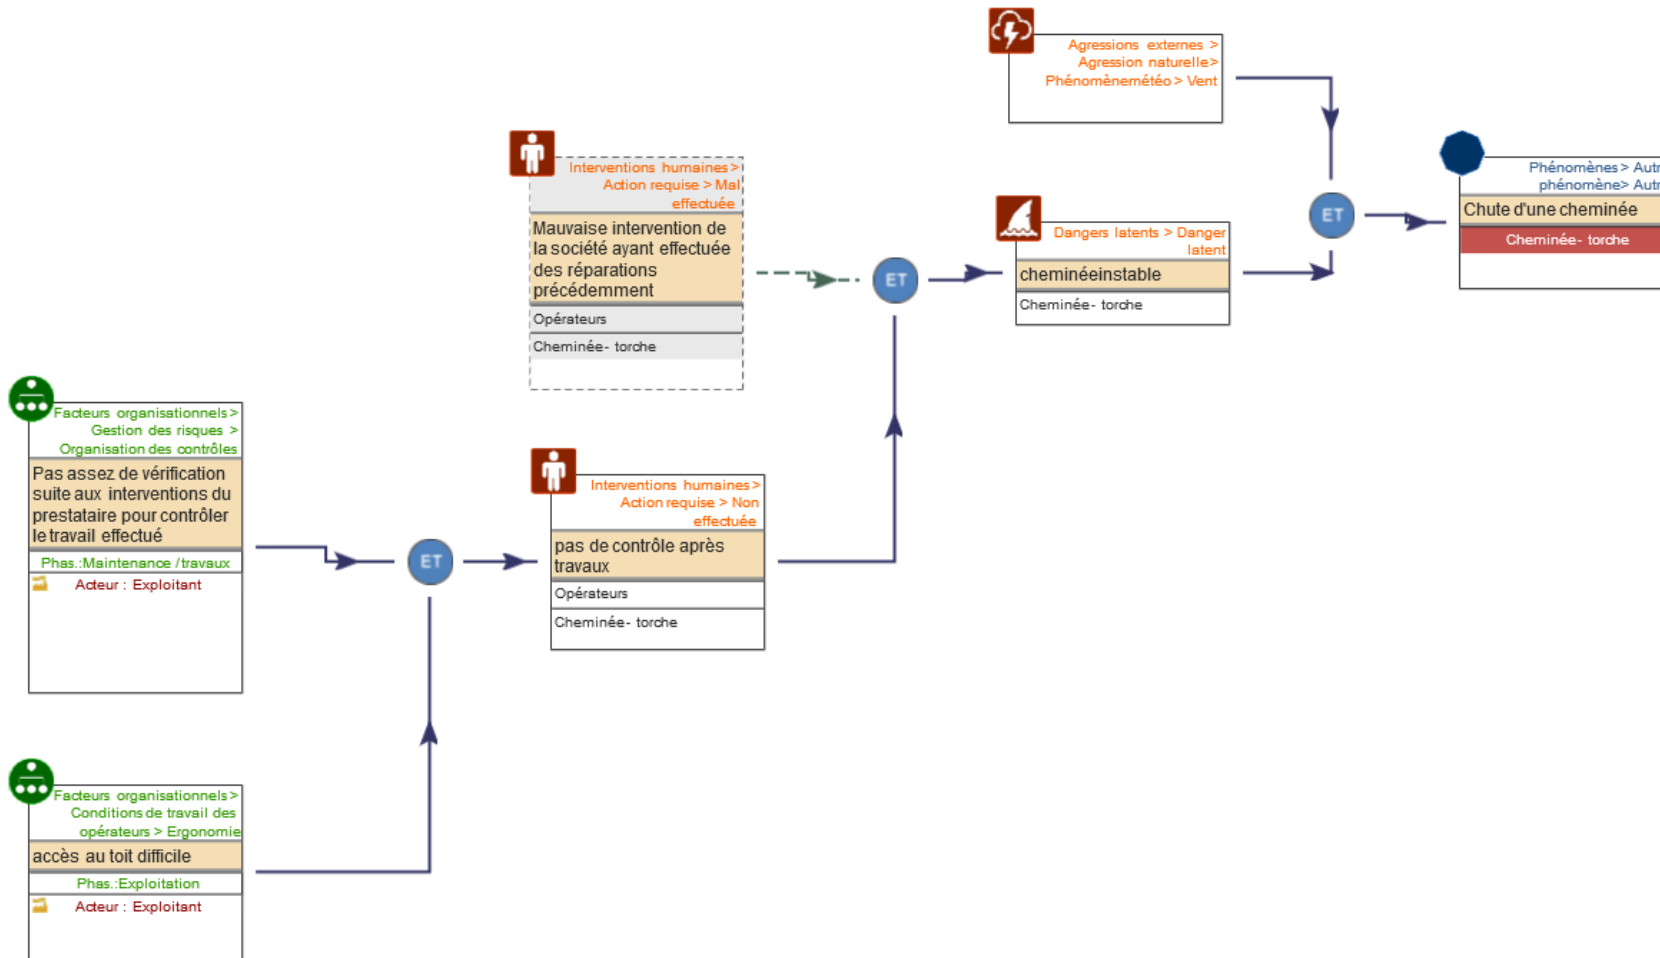 Agressions externes >
Agression naturelle>
Phénomènemétéo > Vent
Interventions humaines>
Action requise > Mal
effectuée
Mauvaise intervention de
la société ayant effectuée
des réparations
précédemment
Opérateurs
Cheminée- torche
ET
Dangers latents > Danger
latent
cheminéeinstable
Cheminée- torche
ET
Phénomènes > Autr
phénomène> Autr
Chute d'une cheminée
Cheminée- torche
Facteurs organisationnels >
Gestion des risques >
Organisation des contrôles
Pas assez de vérification
suite aux interventions du
prestataire pour contrôler
le travail effectué
Phas.:Maintenance /travaux
Acteur : Exploitant
ET
Interventions humaines>
Action requise > Non
effectuée
pas de contrôle après
travaux
Opérateurs
Cheminée- torche
Facteurs organisationnels >
Conditions de travail des
opérateurs > Ergonomie
accès au toit difficile
Phas.:Exploitation
Acteur : Exploitant